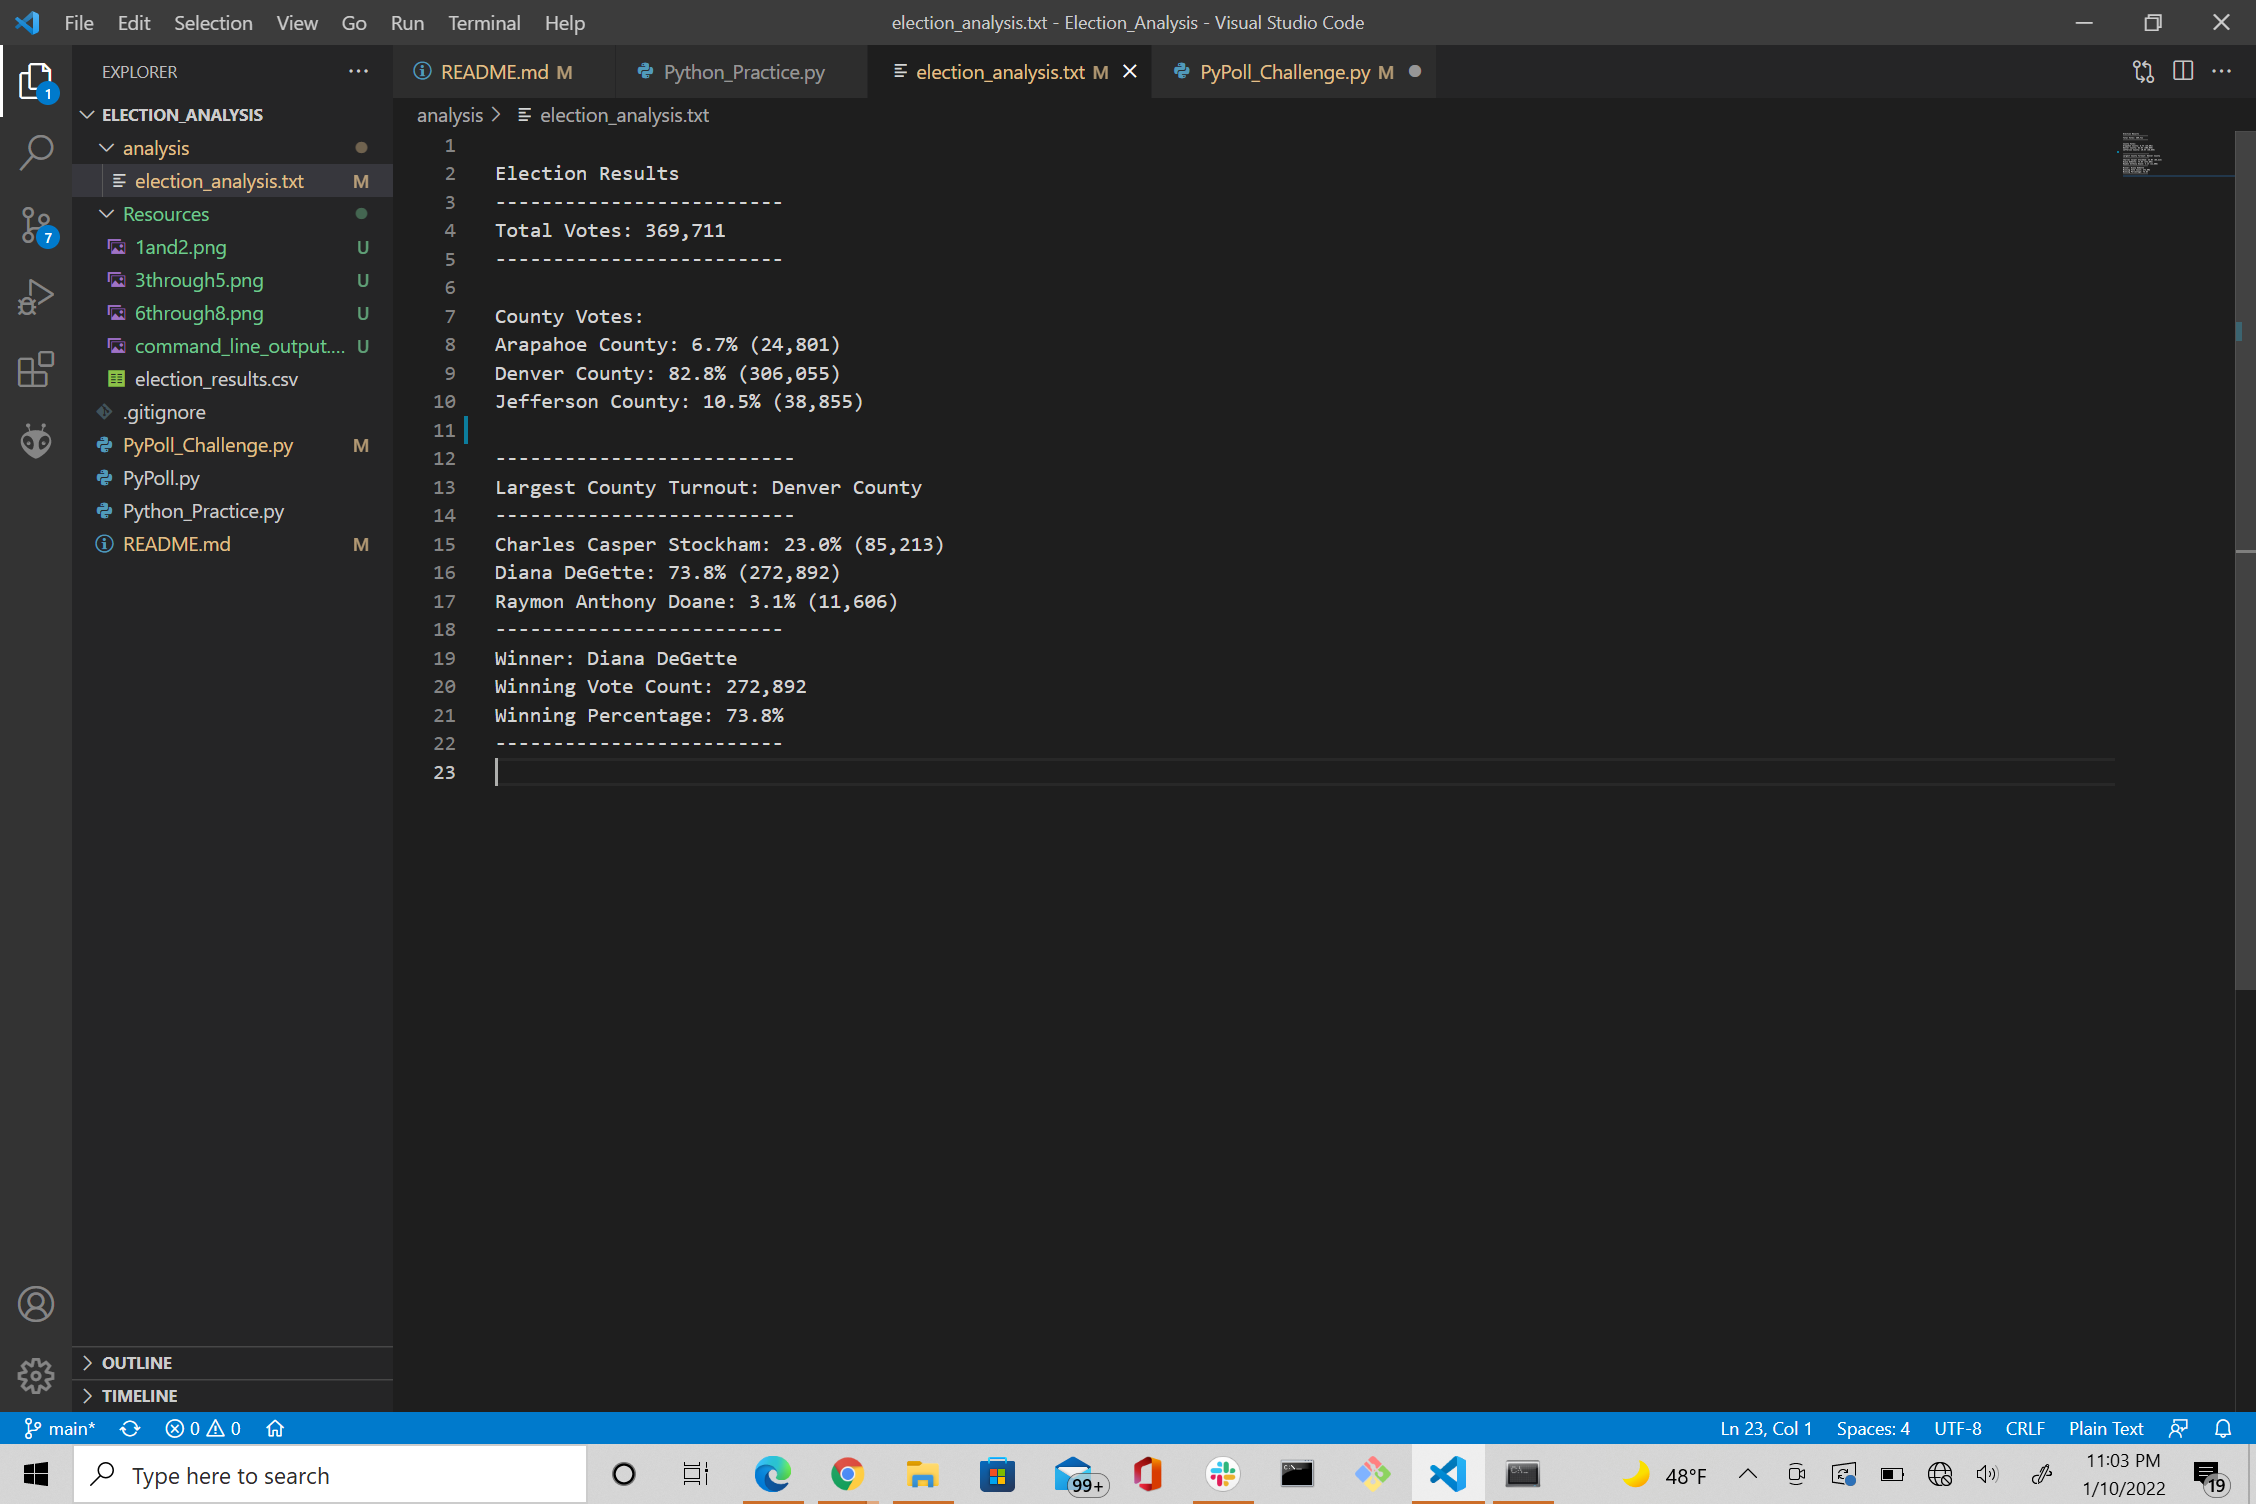 File Edit Selection View Go Run Terminal Help
election_analysis.txt - Election_Analysis - Visual Studio Code
EXPLORER
README.md M
Python_Practice.py
election_analysis.txt M
PyPoll_Challenge.py M
1
ELECTION_ANALYSIS
analysis
election_analysis.txt M
Resources
1and2.png U
3through5.png U
6through8.png U
command_line_output.... U
election_results.csv
.gitignore
PyPoll_Challenge.py M
PyPoll.py
Python_Practice.py
README.md M
7
analysis > election_analysis.txt
1
2 Election Results
3 -------------------------
4 Total Votes: 369,711
5 -------------------------
6
7 County Votes:
8 Arapahoe County: 6.7% (24,801)
9 Denver County: 82.8% (306,055)
10 Jefferson County: 10.5% (38,855)
11
12 --------------------------
13 Largest County Turnout: Denver County
14 --------------------------
15 Charles Casper Stockham: 23.0% (85,213)
16 Diana DeGette: 73.8% (272,892)
17 Raymon Anthony Doane: 3.1% (11,606)
18 -------------------------
19 Winner: Diana DeGette
20 Winning Vote Count: 272,892
21 Winning Percentage: 73.8%
22 -------------------------
23
OUTLINE
TIMELINE
main* 0 0
Ln 23, Col 1 Spaces: 4 UTF-8 CRLF Plain Text
Type here to search
99+
48°F
11:03 PM
1/10/2022
19